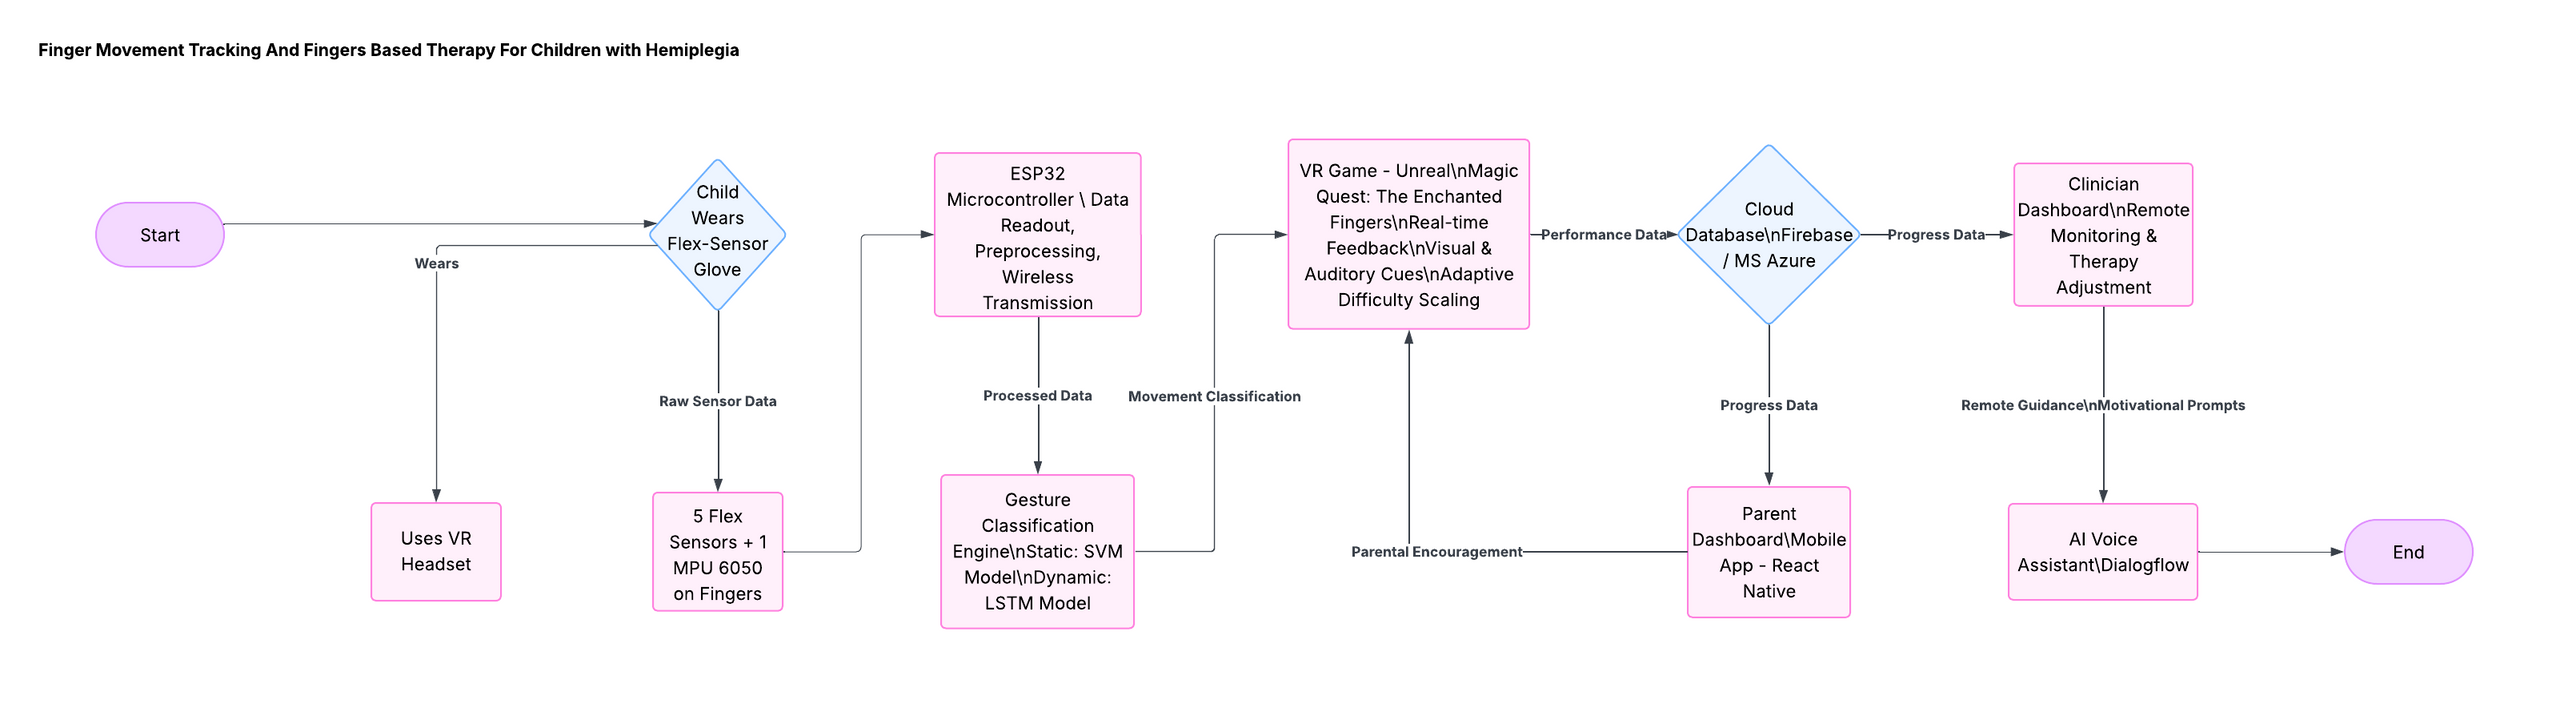 Finger Movement Tracking And Fingers Based Therapy For Children with Hemiplegia
Start
Child
Wears
Flex-Sensor
Glove
Wears
Uses VR
Headset
Raw Sensor Data
5 Flex
Sensors + 1
MPU 6050
on Fingers
ESP32
Microcontroller \ Data
Readout,
Preprocessing,
Wireless
Transmission
Processed Data
Gesture
Classification
Engine\nStatic: SVM
Model\nDynamic:
LSTM Model
Movement Classification
VR Game - Unreal\nMagic
Quest: The Enchanted
Fingers\nReal-time
Feedback\nVisual &
Auditory Cues\nAdaptive
Difficulty Scaling
Performance Data
Cloud
Database\nFirebase
/ MS Azure
Progress Data
Parent
Dashboard\Mobile
App - React
Native
Parental Encouragement
Progress Data
Clinician
Dashboard\nRemote
Monitoring &
Therapy
Adjustment
Remote Guidance\nMotivational Prompts
AI Voice
Assistant\Dialogflow
End